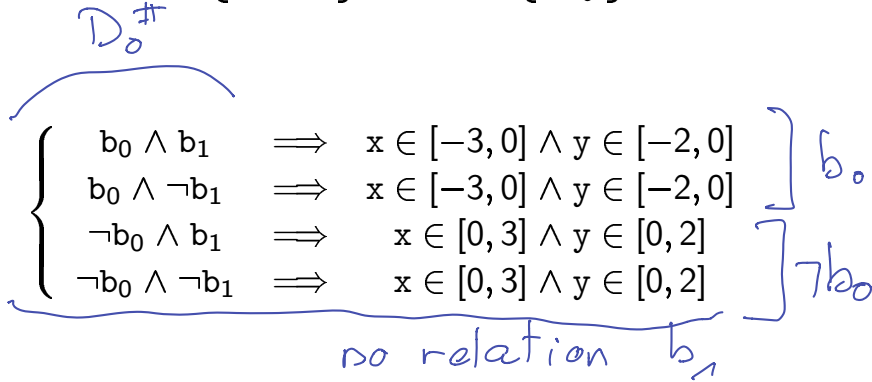 D₀#
b₀ ∧ b₁ ⟹ x ∈ [−3, 0] ∧ y ∈ [−2, 0]
b₀ ∧ ¬b₁ ⟹ x ∈ [−3, 0] ∧ y ∈ [−2, 0]
b₀
¬b₀ ∧ b₁ ⟹ x ∈ [0, 3] ∧ y ∈ [0, 2]
¬b₀ ∧ ¬b₁ ⟹ x ∈ [0, 3] ∧ y ∈ [0, 2]
¬b₀
no relation b₁